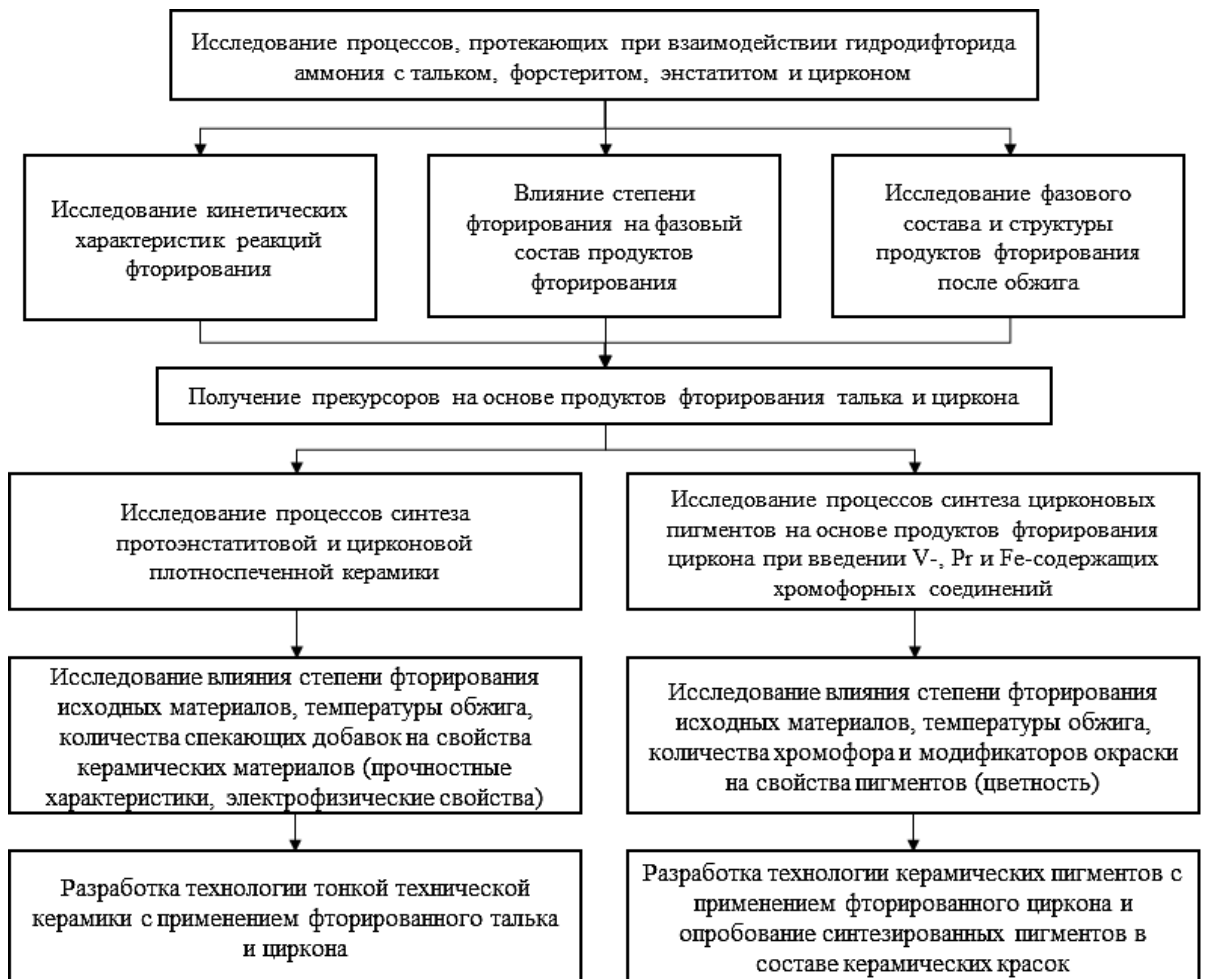 Исследование процессов, протекающих при взаимодействии гидродифторида
аммония с тальком, форстеритом, энстатитом и цирконом
Исследование кинетических
характеристик реакций
фторирования
Влияние степени
фторирования на фазовый
состав продуктов
фторирования
Исследование фазового
состава и структуры
продуктов фторирования
после обжига
Получение прекурсоров на основе продуктов фторирования талька и циркона
Исследование процессов синтеза
протоэнстатитовой и цирконовой
плотноспеченной керамики
Исследование процессов синтеза цирконовых
пигментов на основе продуктов фторирования
циркона при введении V-, Pr и Fe-содержащих
хромофорных соединений
Исследование влияния степени фторирования
исходных материалов, температуры обжига,
количества спекающих добавок на свойства
керамических материалов (прочностные
характеристики, электрофизические свойства)
Исследование влияния степени фторирования
исходных материалов, температуры обжига,
количества хромофора и модификаторов окраски
на свойства пигментов (цветность)
Разработка технологии тонкой технической
керамики с применением фторированного талька
и циркона
Разработка технологии керамических пигментов с
применением фторированного циркона и
опробование синтезированных пигментов в
составе керамических красок